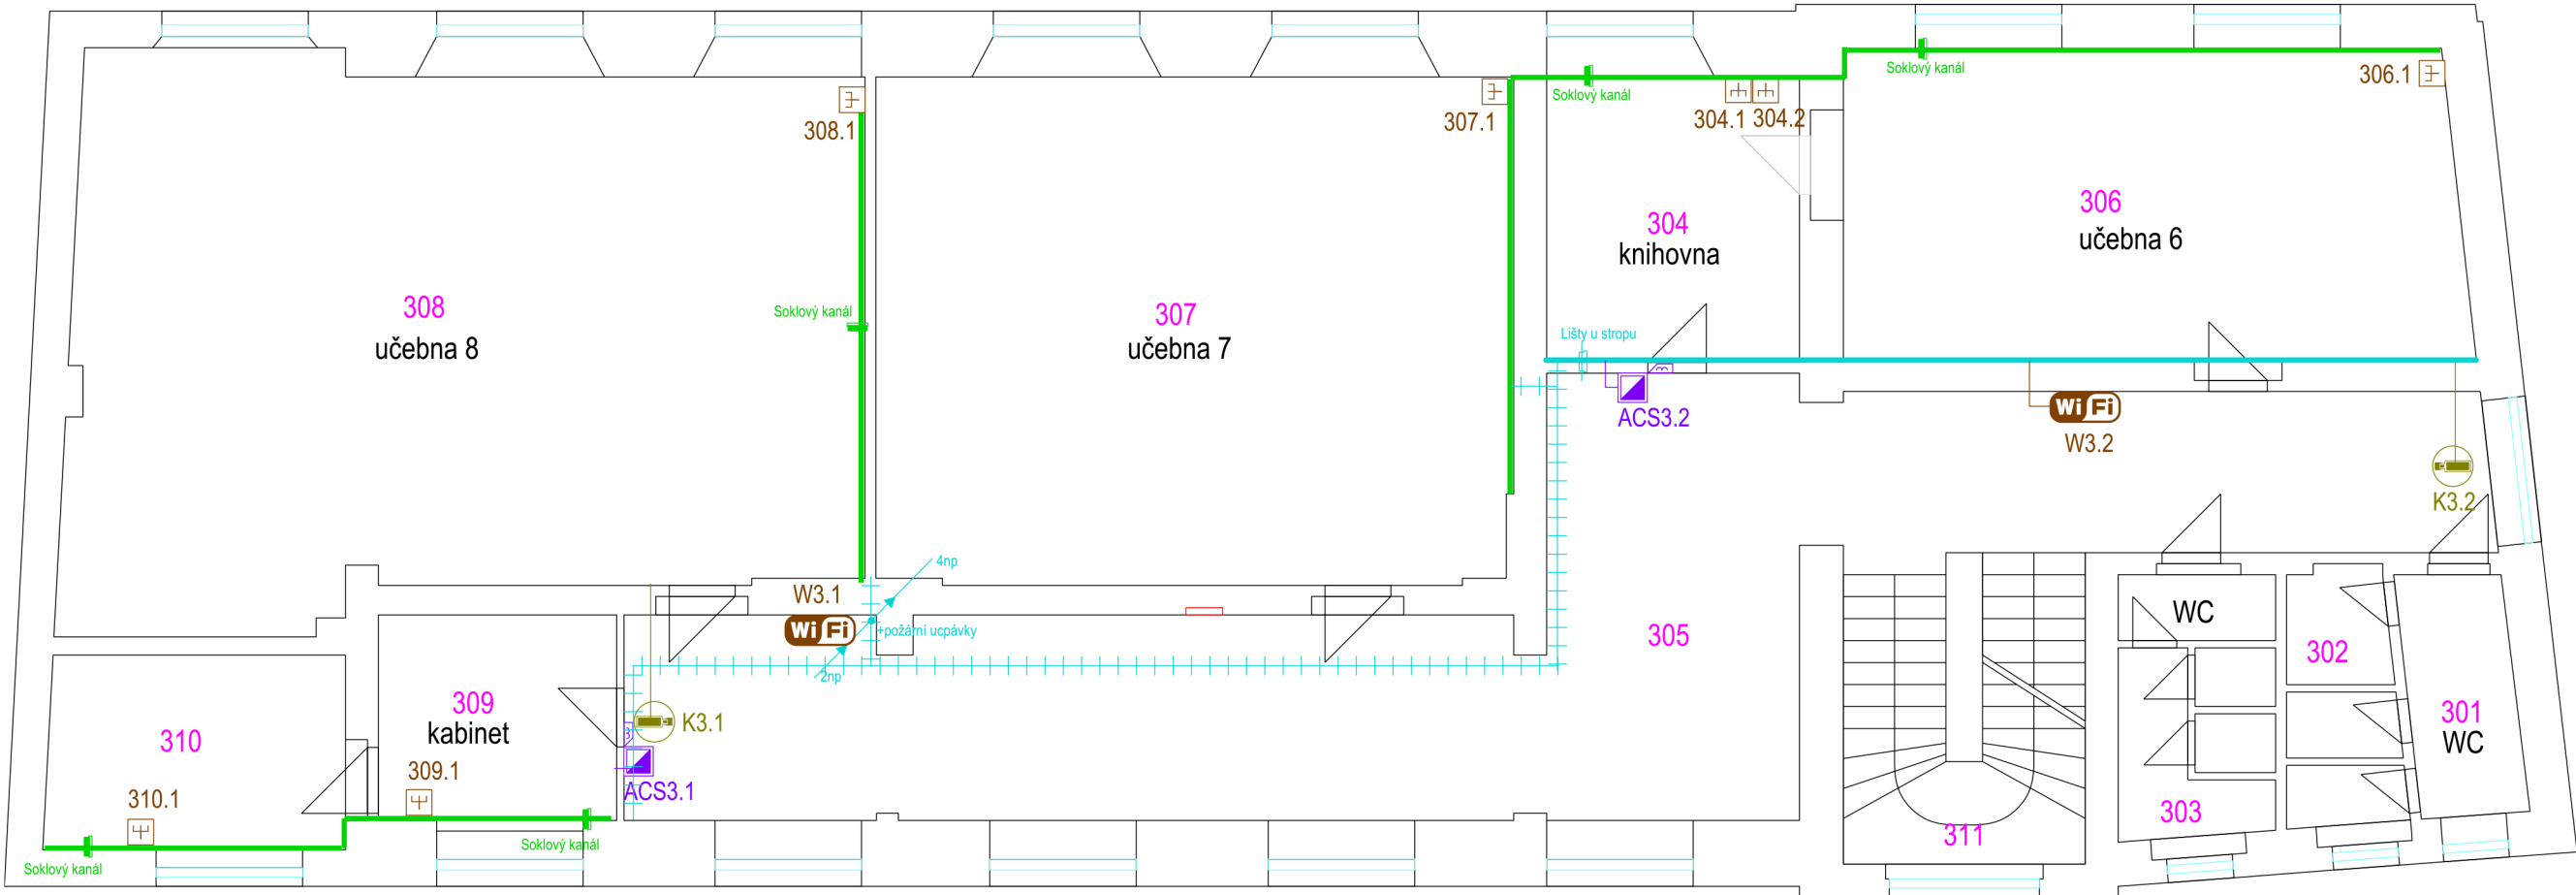 Soklový kanál
306.1
Soklový kanál
308.1
307.1
304.1 304.2
306
učebna 6
304
knihovna
308
učebna 8
Soklový kanál
307
učebna 7
Lišty u stropu
ACS3.2
WiFi
W3.2
K3.2
4np
W3.1
WiFi
+požární ucpávky
2np
305
WC
302
309
kabinet
K3.1
310
301
WC
309.1
310.1
ACS3.1
303
311
Soklový kanál
Soklový kanál